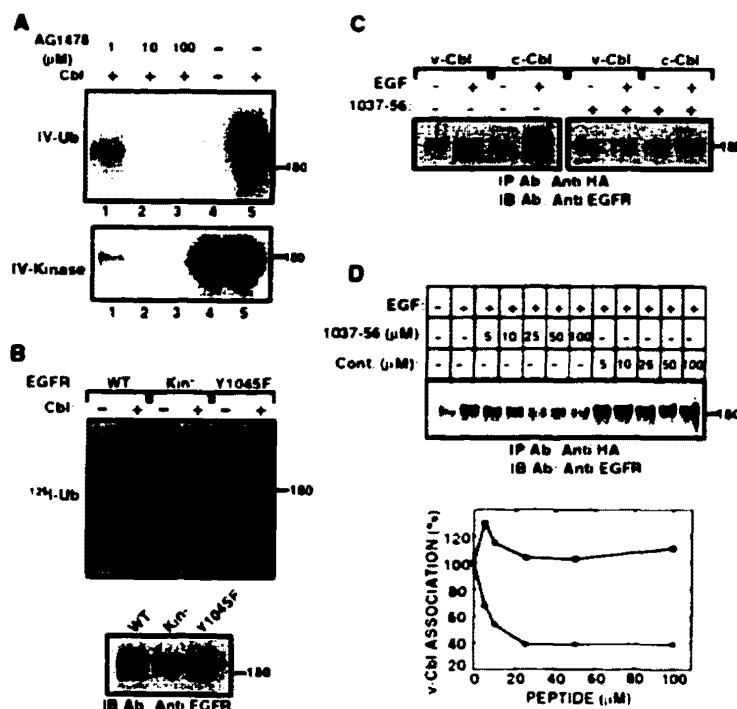 A
AG1478
(μM)
1 10 100 - -
Cbl + + + - +
IV-Ub
180
1 2 3 4 5
IV-Kinase
180
1 2 3 4 5
B
EGFR WT Kin- Y1045F
Cbl: - + - + - +
125I-Ub
180
WT Kin- Y1045F
180
IB Ab: Anti EGFR
C
v-Cbl c-Cbl v-Cbl c-Cbl
EGF - + - + - + - +
1037-56 - - - - + + + +
180
IP Ab: Anti HA
IB Ab: Anti EGFR
D
EGF: - + + + + + + + + + + +
1037-56 (μM) - - 5 10 25 50 100 - - - - -
Cont. (μM): - - - - - - - 5 10 25 50 100
180
IP Ab: Anti HA
IB Ab: Anti EGFR
v-Cbl ASSOCIATION (%)
120
100
80
60
40
20
0 20 40 60 80 100
PEPTIDE (μM)